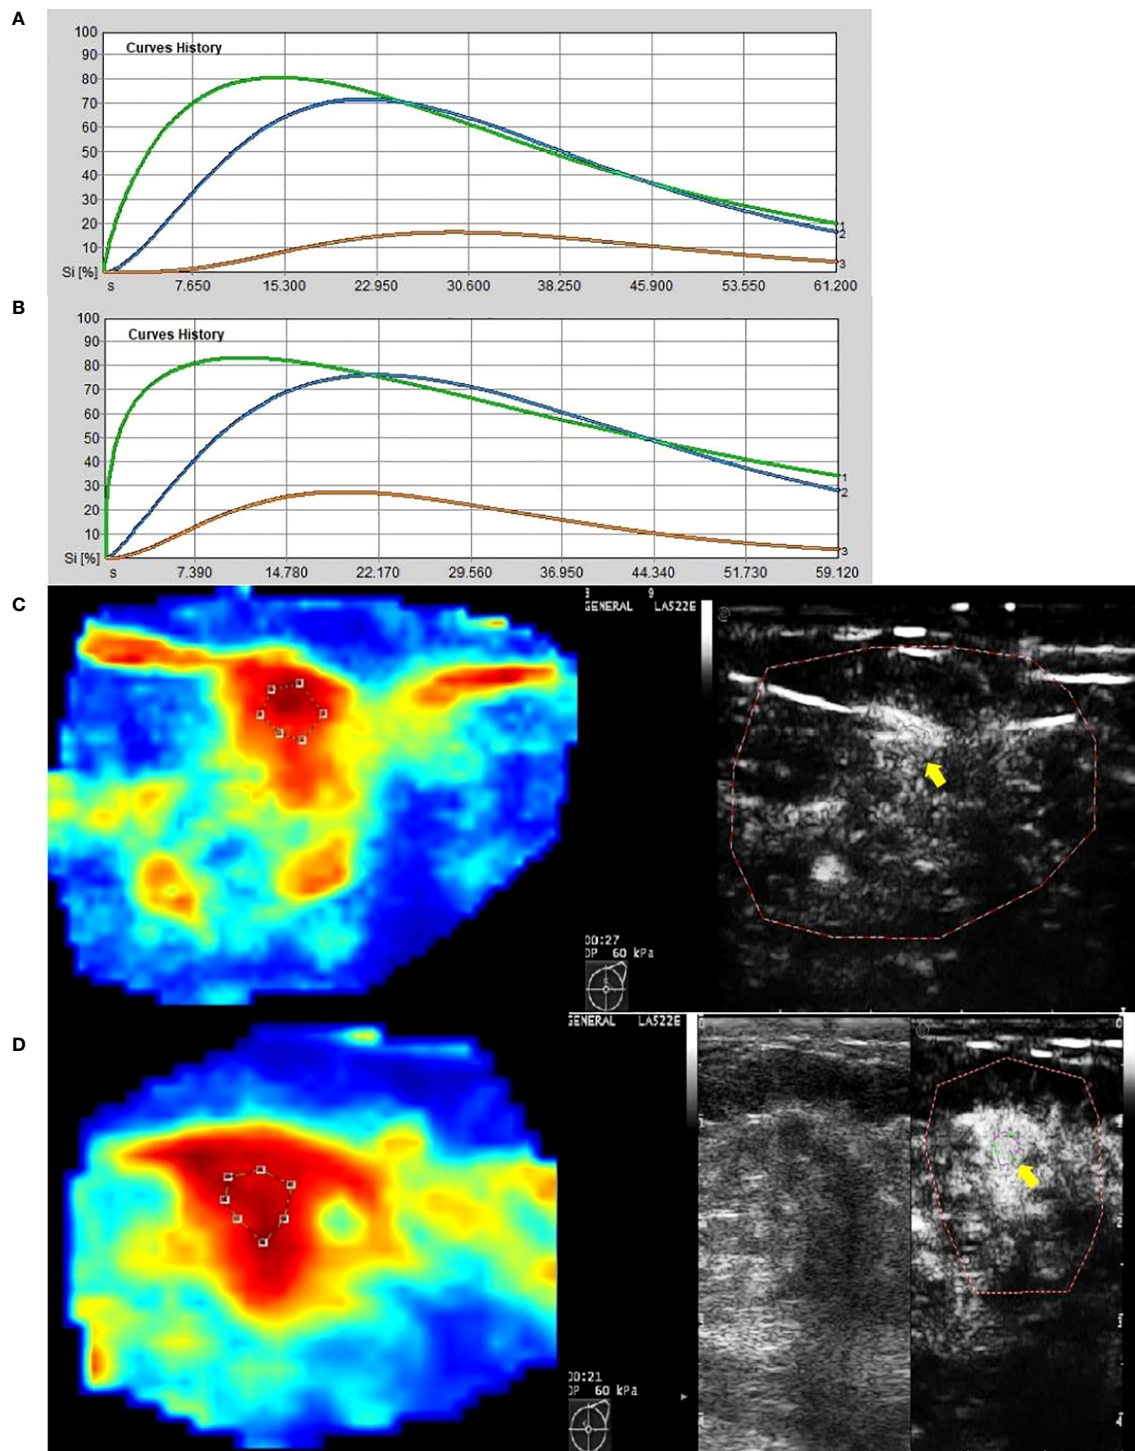 A
Curves History
100
90
80
70
60
50
40
30
20
10
Si [%]
1
2
3
s 7.650 15.300 22.950 30.600 38.250 45.900 53.550 61.200
B
Curves History
100
90
80
70
60
50
40
30
20
10
Si [%]
1
2
3
s 7.390 14.780 22.170 29.560 36.950 44.340 51.730 59.120
C
GENERAL LA522E
00:27
DP 60 kPa
D
GENERAL LA522E
00:21
DP 60 kPa